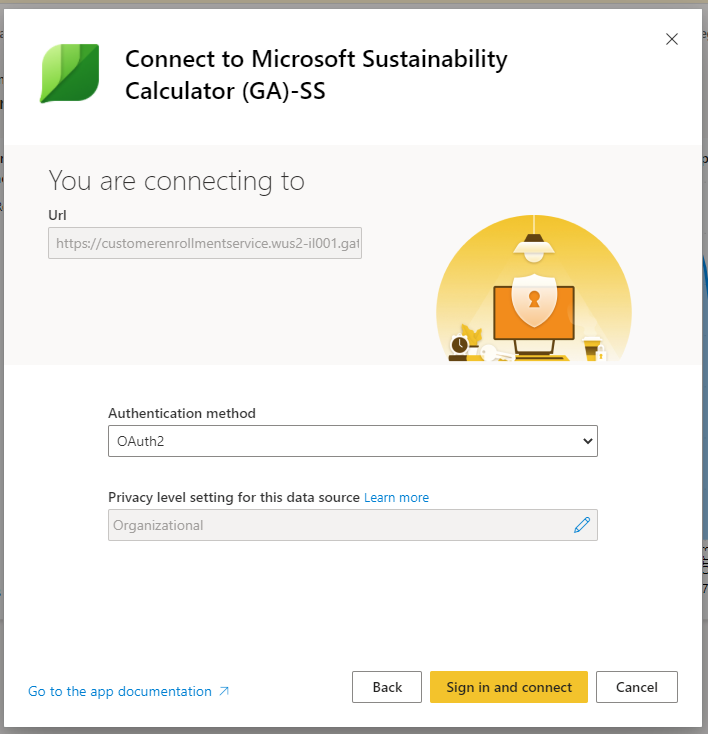 Connect to Microsoft Sustainability
Calculator (GA)-SS
You are connecting to
Url
https://customerenrollmentservice.wus2-il001.gat
Authentication method
OAuth2
Privacy level setting for this data source Learn more
Organizational
Go to the app documentation
Back
Sign in and connect
Cancel